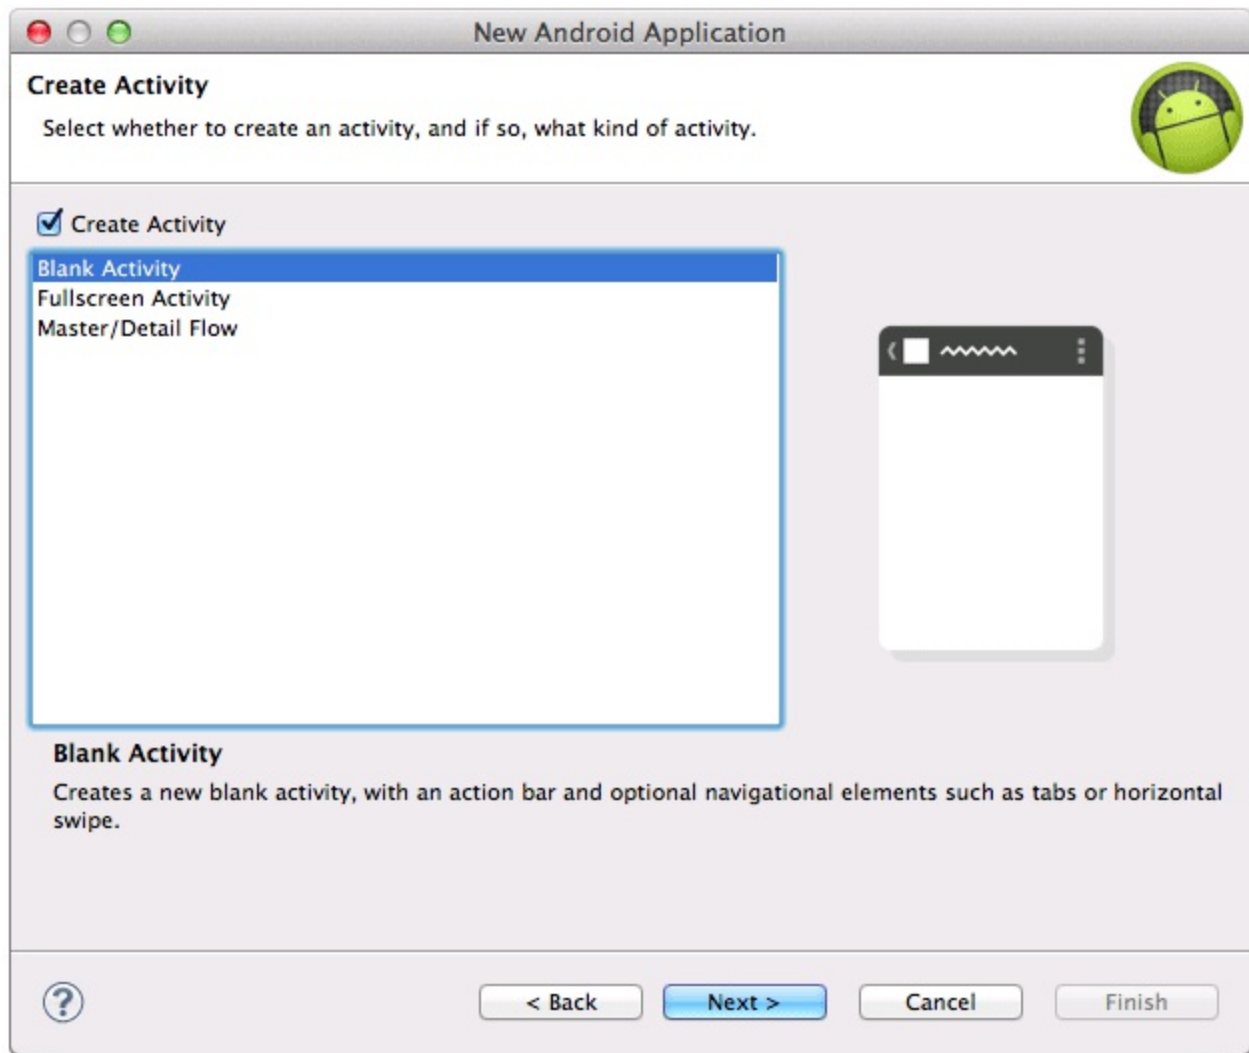 New Android Application
Create Activity
Select whether to create an activity, and if so, what kind of activity.
Create Activity
Blank Activity
Fullscreen Activity
Master/Detail Flow
Blank Activity
Creates a new blank activity, with an action bar and optional navigational elements such as tabs or horizontal
swipe.
?
< Back
Next >
Cancel
Finish